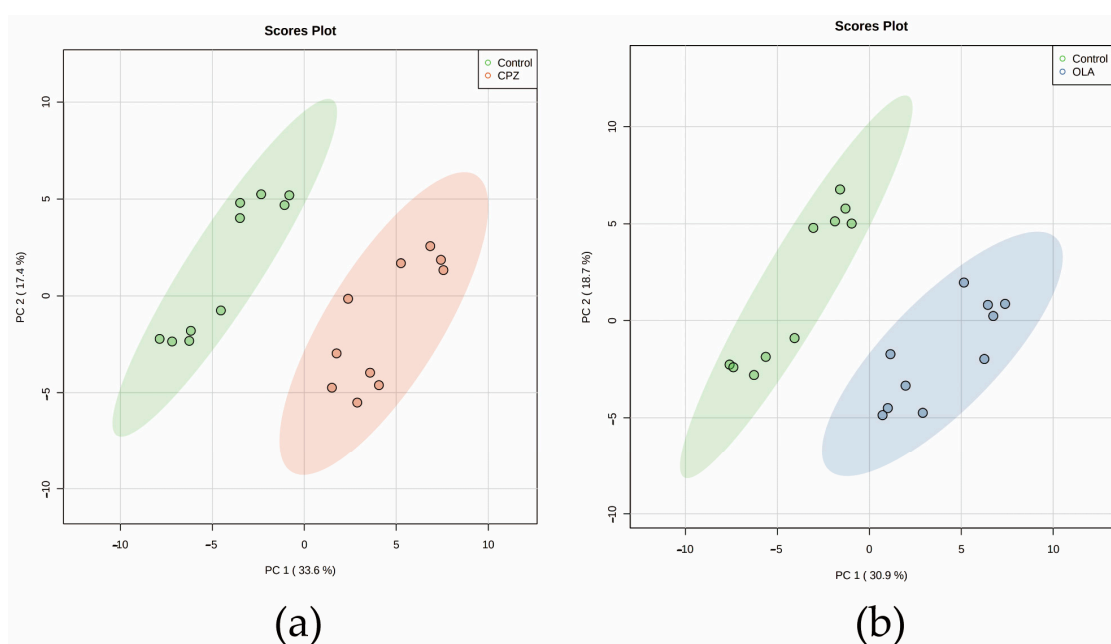 Scores Plot
Control
CPZ
10
5
0
−5
−10
PC 2 ( 17.4 %)
−10
−5
0
5
10
PC 1 ( 33.6 %)
(a)
Scores Plot
Control
OLA
10
5
0
−5
−10
PC 2 ( 18.7 %)
−10
−5
0
5
10
PC 1 ( 30.9 %)
(b)